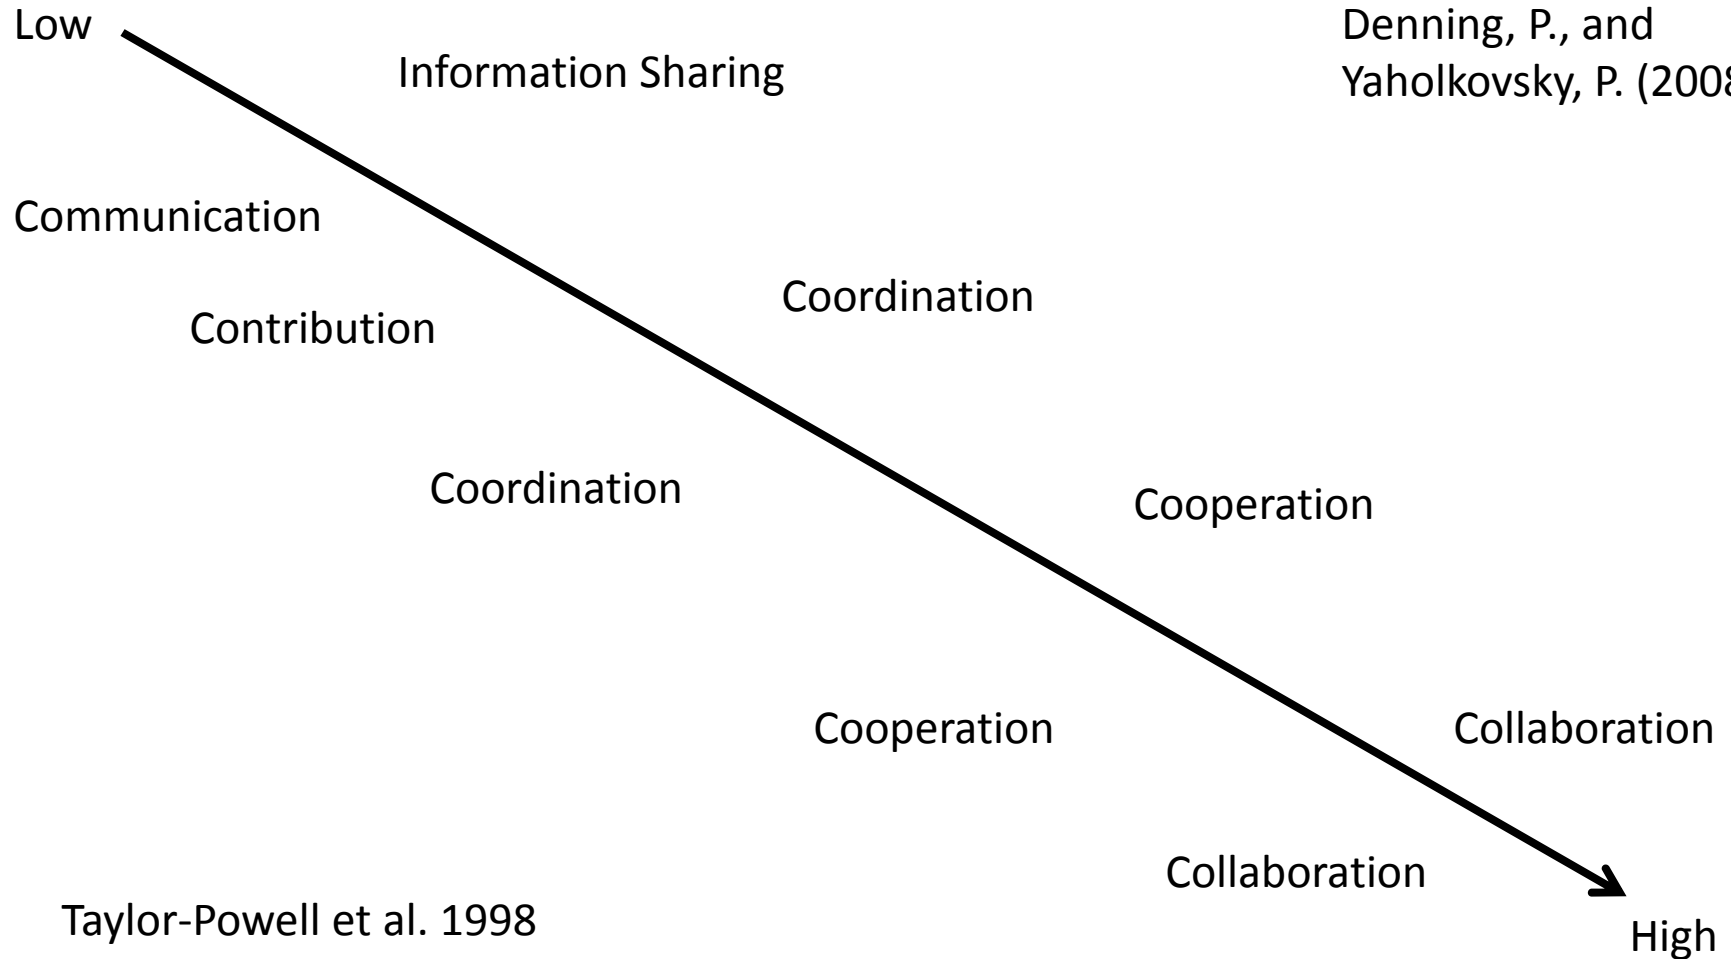 Low
Denning, P., and
Information Sharing
Yaholkovsky, P. (2008
Communication
Coordination
Contribution
Coordination
Cooperation
Cooperation
Collaboration
Collaboration
Taylor-Powell et al. 1998
High